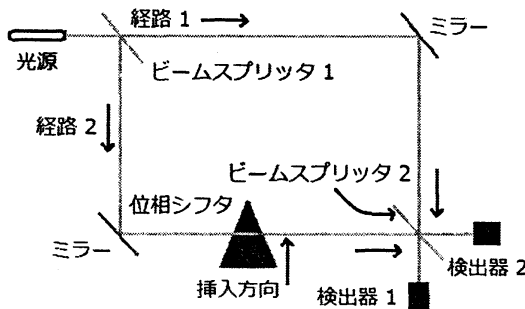 経路 1
ミラー
光源
ビームスプリッタ 1
経路 2
ビームスプリッタ 2
位相シフタ
ミラー
挿入方向
検出器 2
検出器 1